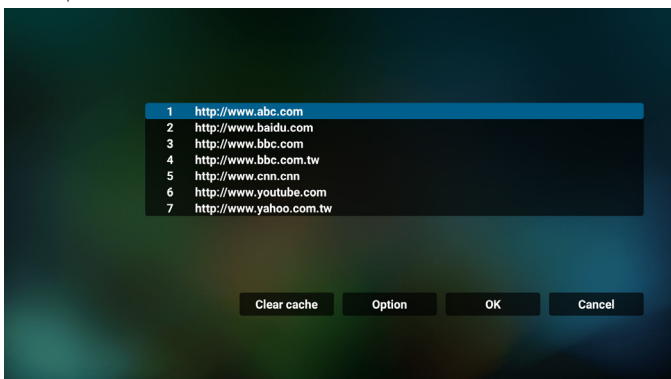 1 http://www.abc.com
2 http://www.baidu.com
3 http://www.bbc.com
4 http://www.bbc.com.tw
5 http://www.cnn.cnn
6 http://www.youtube.com
7 http://www.yahoo.com.tw
Clear cache Option OK Cancel